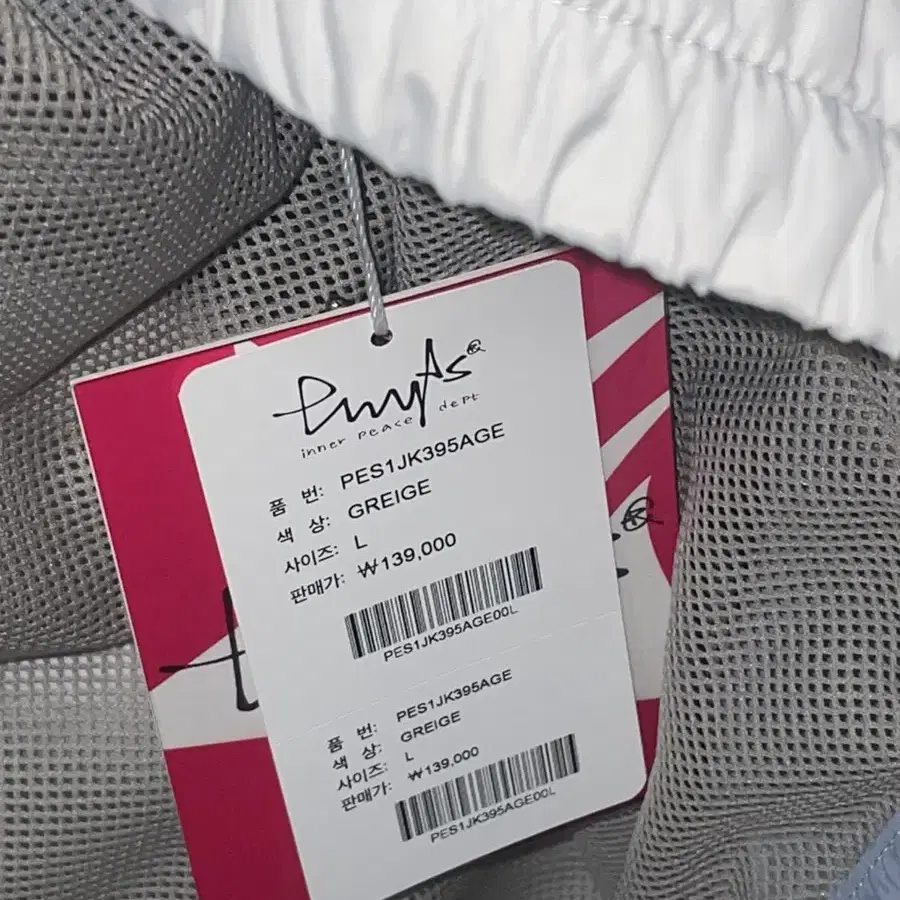 inner peace dept
품 번: PES1JK395AGE
색 상: GREIGE
사이즈: L
판매가: ₩139,000
PES1JK395AGE00L
품 번: PES1JK395AGE
색 상: GREIGE
사이즈: L
판매가: ₩139,000
PES1JK395AGE00L